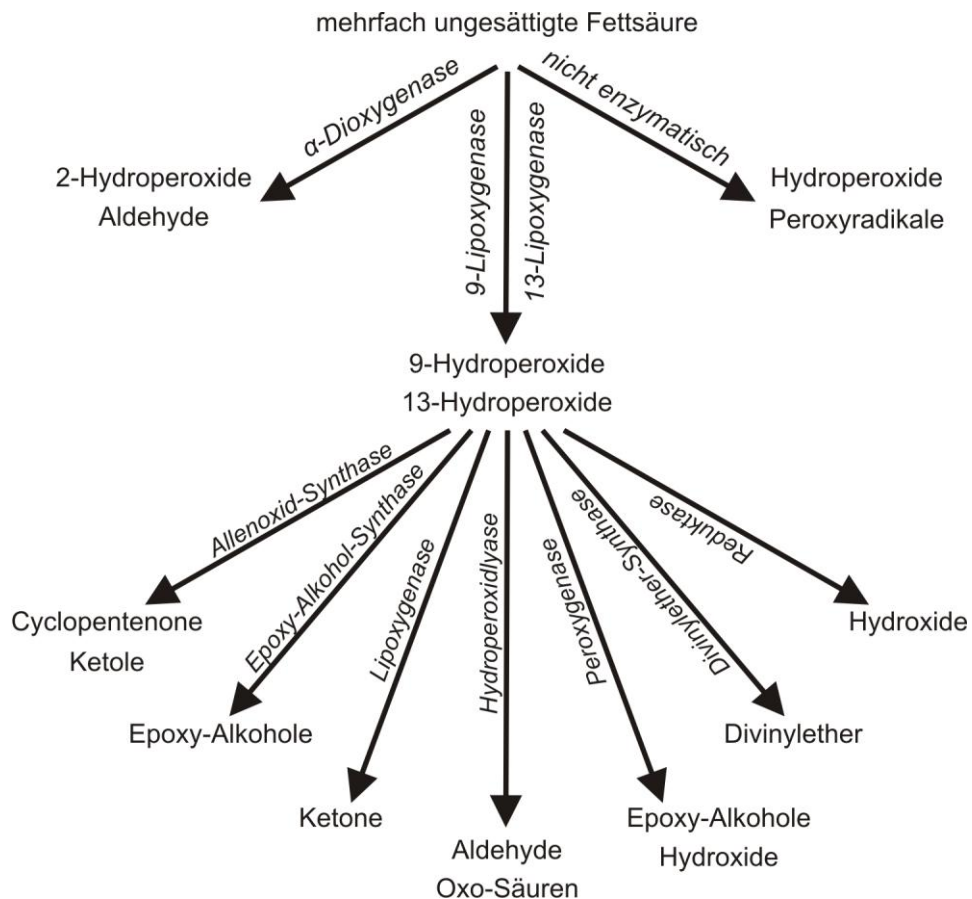 mehrfach ungesättigte Fettsäure
α-Dioxygenase
9-Lipoxygenase
13-Lipoxygenase
nicht enzymatisch
2-Hydroperoxide
Aldehyde
Hydroperoxide
Peroxyradikale
9-Hydroperoxide
13-Hydroperoxide
Allenoxid-Synthase
Epoxy-Alkohol-Synthase
Lipoxygenase
Hydroperoxidlyase
Peroxygenase
Divinylether-Synthase
Reduktase
Cyclopentenone
Ketole
Epoxy-Alkohole
Ketone
Aldehyde
Oxo-Säuren
Epoxy-Alkohole
Hydroxide
Divinylether
Hydroxide